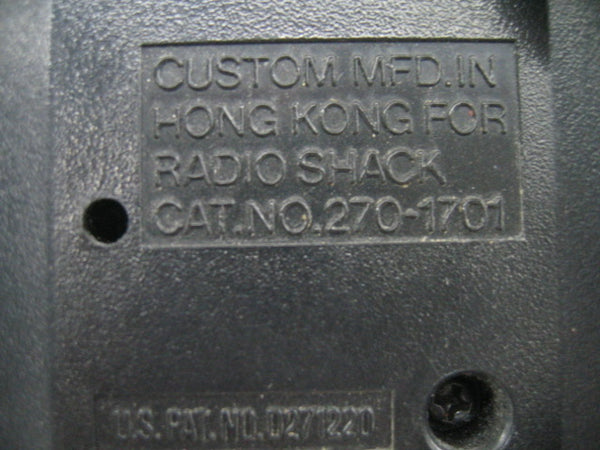 CUSTOM MFD.IN
HONG KONG FOR
RADIO SHACK
CAT.NO.270-1701
U.S. PAT. NO. D271220